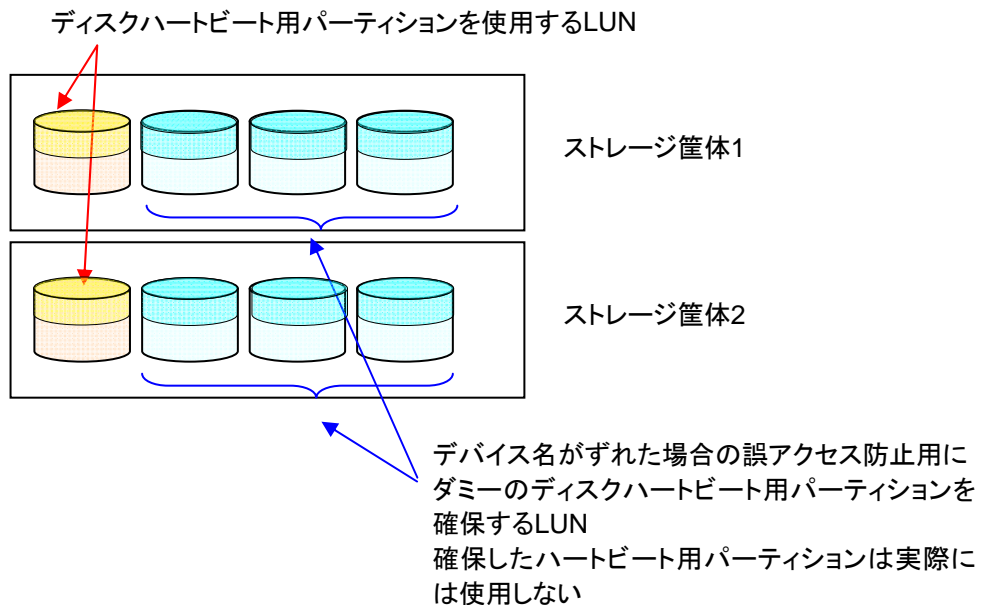 ディスクハートビート用パーティションを使用するLUN
ストレージ筐体1
ストレージ筐体2
デバイス名がずれた場合の誤アクセス防止用に
ダミーのディスクハートビート用パーティションを
確保するLUN
確保したハートビート用パーティションは実際に
は使用しない